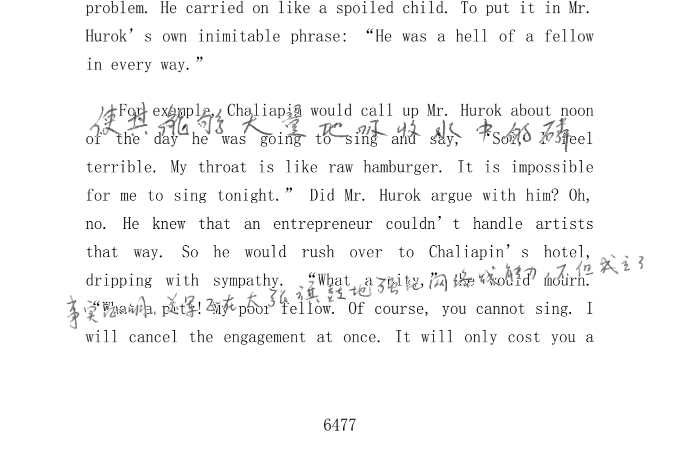 problem. He carried on like a spoiled child. To put it in Mr.
Hurok’s own inimitable phrase: “He was a hell of a fellow
in every way.”
For example, Chaliapin would call up Mr. Hurok about noon
使其能够大量地吸收水中的磷
of the day he was going to sing and say, “Sol, I feel
terrible. My throat is like raw hamburger. It is impossible
for me to sing tonight.” Did Mr. Hurok argue with him? Oh,
no. He knew that an entrepreneur couldn’t handle artists
that way. So he would rush over to Chaliapin’s hotel,
dripping with sympathy. “What a pity,” he would mourn.
事实证明,美军正在大张旗鼓地强化网络战能力,不但成立了
“What a pity! My poor fellow. Of course, you cannot sing. I
will cancel the engagement at once. It will only cost you a
6477